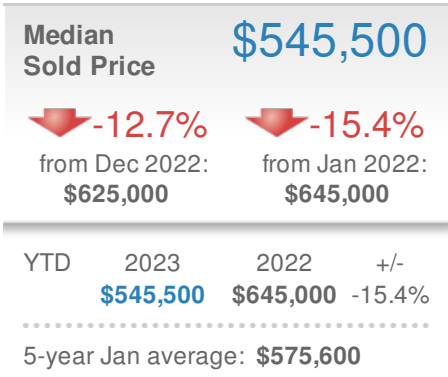 Median $545,500
Sold Price
-12.7% -15.4%
from Dec 2022: from Jan 2022:
$625,000 $645,000
YTD 2023 2022 +/-
$545,500 $645,000 -15.4%
5-year Jan average: $575,600